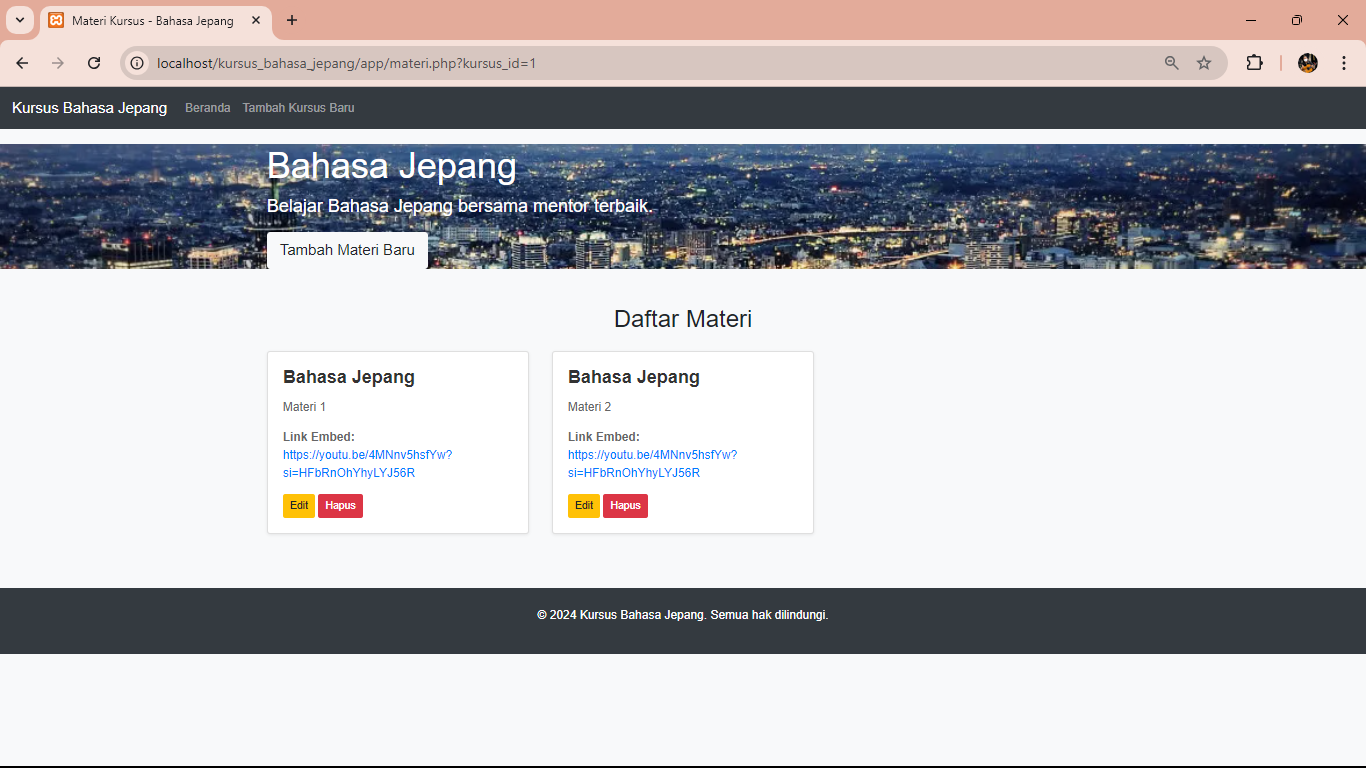 Materi Kursus - Bahasa Jepang
localhost/kursus_bahasa_jepang/app/materi.php?kursus_id=1
Kursus Bahasa Jepang Beranda Tambah Kursus Baru
Bahasa Jepang
Belajar Bahasa Jepang bersama mentor terbaik.
Tambah Materi Baru
Daftar Materi
Bahasa Jepang
Materi 1
Link Embed:
https://youtu.be/4MNnv5hsfYw?
si=HFbRnOhYhyLYJ56R
Edit Hapus
Bahasa Jepang
Materi 2
Link Embed:
https://youtu.be/4MNnv5hsfYw?
si=HFbRnOhYhyLYJ56R
Edit Hapus
© 2024 Kursus Bahasa Jepang. Semua hak dilindungi.